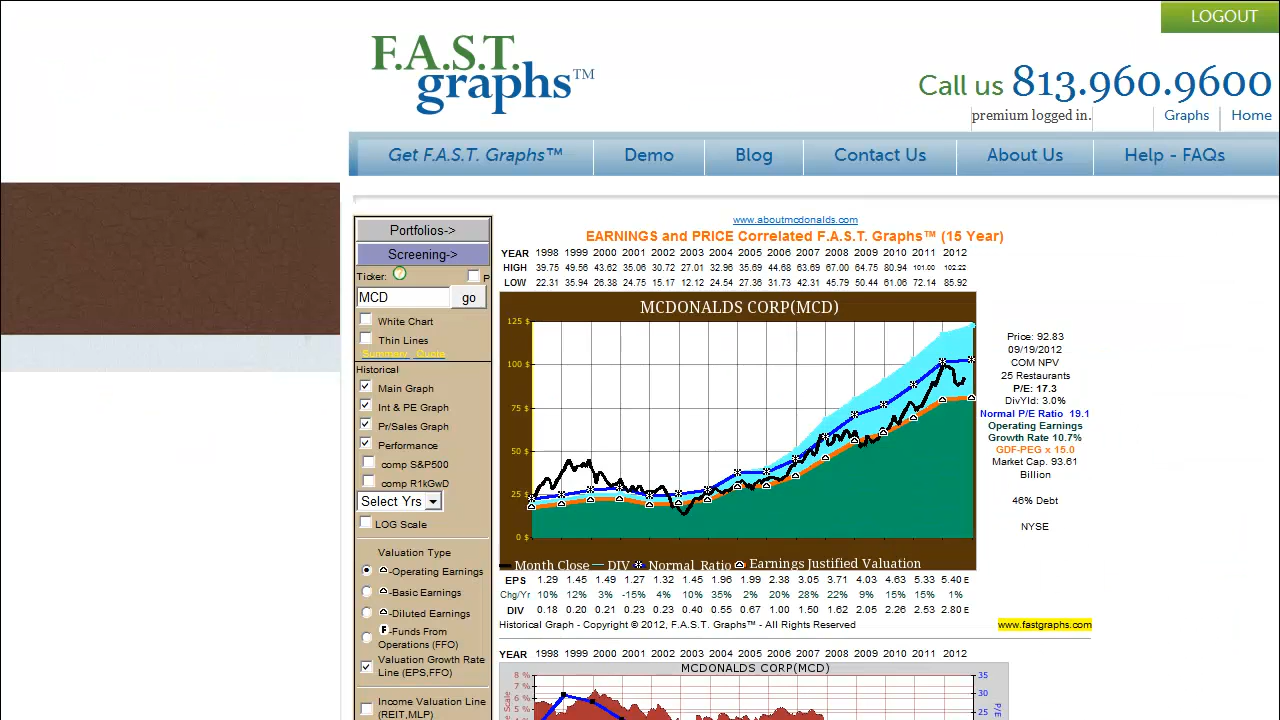 LOGOUT
F.A.S.T.
graphs™
Call us 813.960.9600
premium logged in.
Graphs
Home
Get F.A.S.T. Graphs™
Demo
Blog
Contact Us
About Us
Help - FAQs
Portfolios->
Screening->
Ticker:
P
MCD
go
White Chart
Thin Lines
Summary Quote
Historical
Main Graph
Int & PE Graph
Pr/Sales Graph
Performance
comp S&P500
comp R1kGwD
Select Yrs
LOG Scale
Valuation Type
-Operating Earnings
-Basic Earnings
-Diluted Earnings
F
-Funds From
Operations (FFO)
Valuation Growth Rate
Line (EPS,FFO)
Income Valuation Line
(REIT,MLP)
www.aboutmcdonalds.com
EARNINGS and PRICE Correlated F.A.S.T. Graphs™ (15 Year)
YEAR 1998 1999 2000 2001 2002 2003 2004 2005 2006 2007 2008 2009 2010 2011 2012
HIGH 39.75 49.56 43.62 35.06 30.72 27.01 32.96 35.69 44.68 63.69 67.00 64.75 80.94 101.00 102.22
LOW 22.31 35.94 26.38 24.75 15.17 12.12 24.54 27.36 31.73 42.31 45.79 50.44 61.06 72.14 85.92
MCDONALDS CORP(MCD)
125 $
100 $
75 $
50 $
25 $
0 $
Month Close DIV Normal Ratio Earnings Justified Valuation
Price: 92.83
09/19/2012
COM NPV
25 Restaurants
P/E: 17.3
DivYld: 3.0%
Normal P/E Ratio 19.1
Operating Earnings
Growth Rate 10.7%
GDF-PEG x 15.0
Market Cap. 93.61
Billion
46% Debt
NYSE
EPS 1.29 1.45 1.49 1.27 1.32 1.45 1.96 1.99 2.38 3.05 3.71 4.03 4.63 5.33 5.40 E
Chg/Yr 10% 12% 3% -15% 4% 10% 35% 2% 20% 28% 22% 9% 15% 15% 1%
DIV 0.18 0.20 0.21 0.23 0.23 0.40 0.55 0.67 1.00 1.50 1.62 2.05 2.26 2.53 2.80 E
Historical Graph - Copyright © 2012, F.A.S.T. Graphs™ - All Rights Reserved
www.fastgraphs.com
YEAR 1998 1999 2000 2001 2002 2003 2004 2005 2006 2007 2008 2009 2010 2011 2012
MCDONALDS CORP(MCD)
8 %
7 %
6 %
5 %
35
30
25
P/E